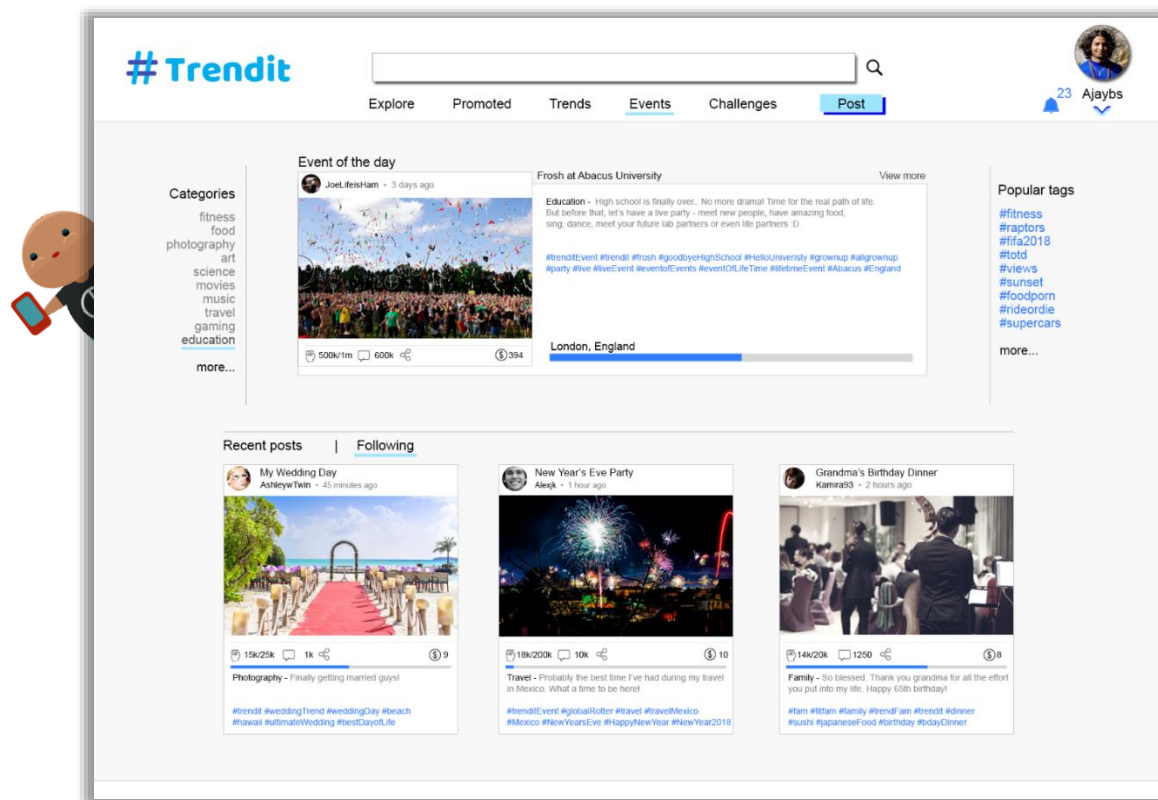 # Trendit
Explore Promoted Trends Events Challenges Post
23 Ajaybs
Categories
fitness
food
photography
art
science
movies
music
travel
gaming
education
more...
Event of the day
JoeLifeisHam • 3 days ago
500k/1m 600k $ 394
Frosh at Abacus University View more
Education - High school is finally over,. No more drama! Time for the real path of life.
But before that, let's have a live party - meet new people, have amazing food,
sing, dance, meet your future lab partners or even life partners :D
#trenditEvent #trendit #frosh #goodbyeHighSchool #HelloUniveristy #grownup #allgrownup
#party #live #liveEvent #eventofEvents #eventOfLifeTime #lifetimeEvent #Abacus #England
London, England
Popular tags
#fitness
#raptors
#fifa2018
#totd
#views
#sunset
#foodporn
#rideordie
#supercars
more...
Recent posts | Following
My Wedding Day
AshleywTwin • 45 minutes ago
15k/25k 1k $ 9
Photography - Finally getting married guys!
#trendit #weddingTrend #weddingDay #beach
#hawaii #ultimateWedding #bestDayofLife
New Year's Eve Party
Alexjk • 1 hour ago
18k/200k 10k $ 10
Travel - Probably the best time I've had during my travel
in Mexico. What a time to be here!
#trenditEvent #globalRotter #travel #travelMexico
#Mexico #NewYearsEve #HappyNewYear #NewYear2018
Grandma's Birthday Dinner
Kamira93 • 2 hours ago
14k/20k 1250 $ 8
Family - So blessed. Thank you grandma for all the effort
you put into my life. Happy 65th birthday!
#fam #fitfam #family #trendFam #trendit #dinner
#sushi #japaneseFood #birthday #bdayDinner